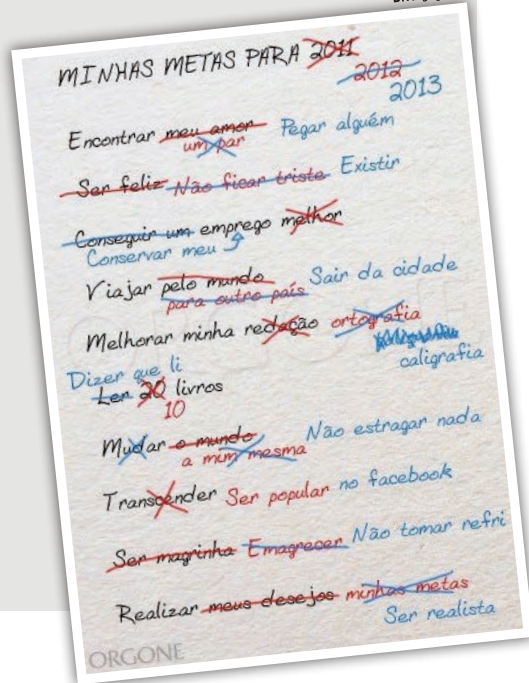 MINHAS METAS PARA 2011
2012
2013
Encontrar meu amor Pegar alguém
um par
Ser feliz Não ficar triste Existir
Conseguir um emprego melhor
Conservar meu
Viajar pelo mundo Sair da cidade
para outro país
Melhorar minha redação ortografia
caligrafia
Dizer que li
Ler 20 livros
10
Mudar o mundo Não estragar nada
a mim mesma
Transcender Ser popular no facebook
Ser magrinha Emagrecer Não tomar refri
Realizar meus desejos minhas metas
Ser realista
ORGONE